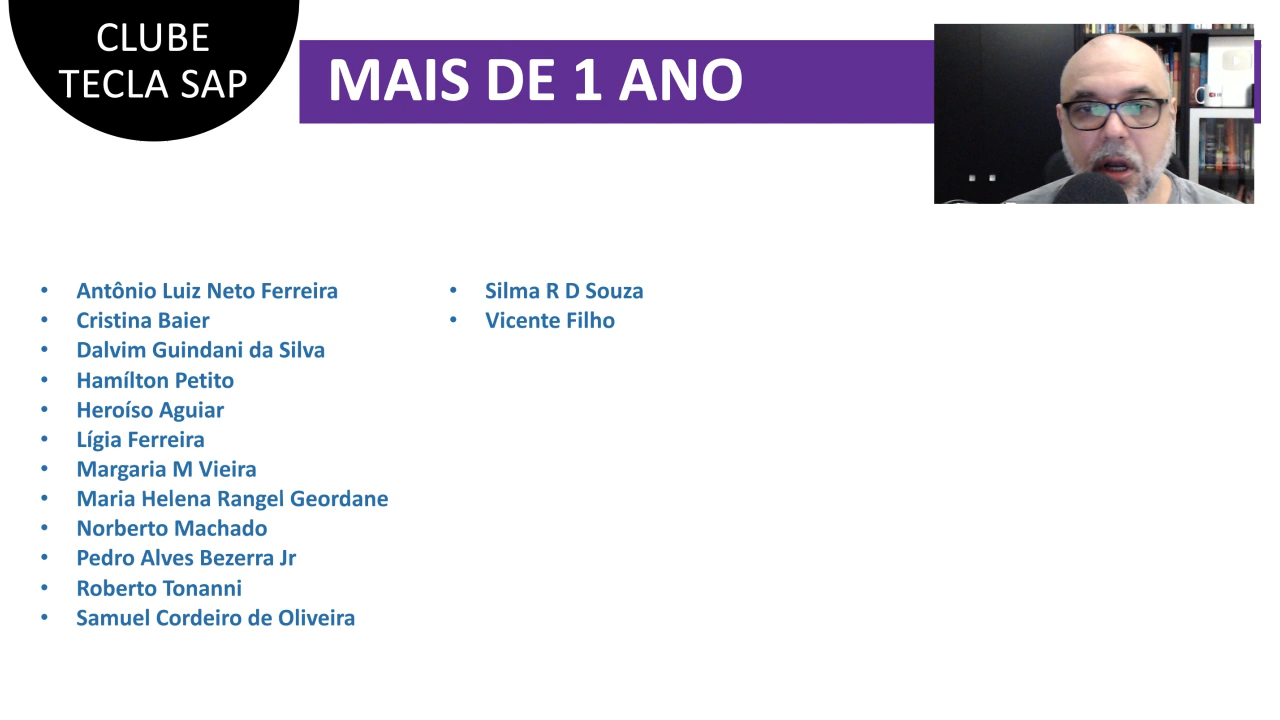 CLUBE
TECLA SAP
MAIS DE 1 ANO
• Antônio Luiz Neto Ferreira
• Cristina Baier
• Dalvim Guindani da Silva
• Hamílton Petito
• Heroíso Aguiar
• Lígia Ferreira
• Margaria M Vieira
• Maria Helena Rangel Geordane
• Norberto Machado
• Pedro Alves Bezerra Jr
• Roberto Tonanni
• Samuel Cordeiro de Oliveira
• Silma R D Souza
• Vicente Filho